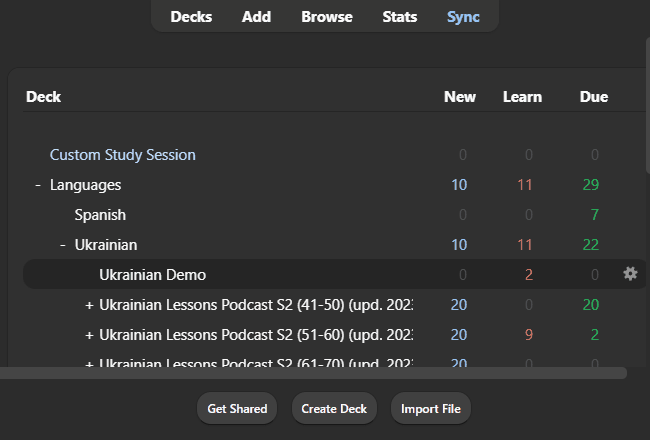 Decks Add Browse Stats Sync
Deck New Learn Due
Custom Study Session 0 0 0
- Languages 10 11 29
Spanish 0 0 7
- Ukrainian 10 11 22
Ukrainian Demo 0 2 0
+ Ukrainian Lessons Podcast S2 (41-50) (upd. 202 20 0 20
+ Ukrainian Lessons Podcast S2 (51-60) (upd. 202 20 9 2
+ Ukrainian Lessons Podcast S2 (61-70) (upd. 202 20 0 0
Get Shared Create Deck Import File